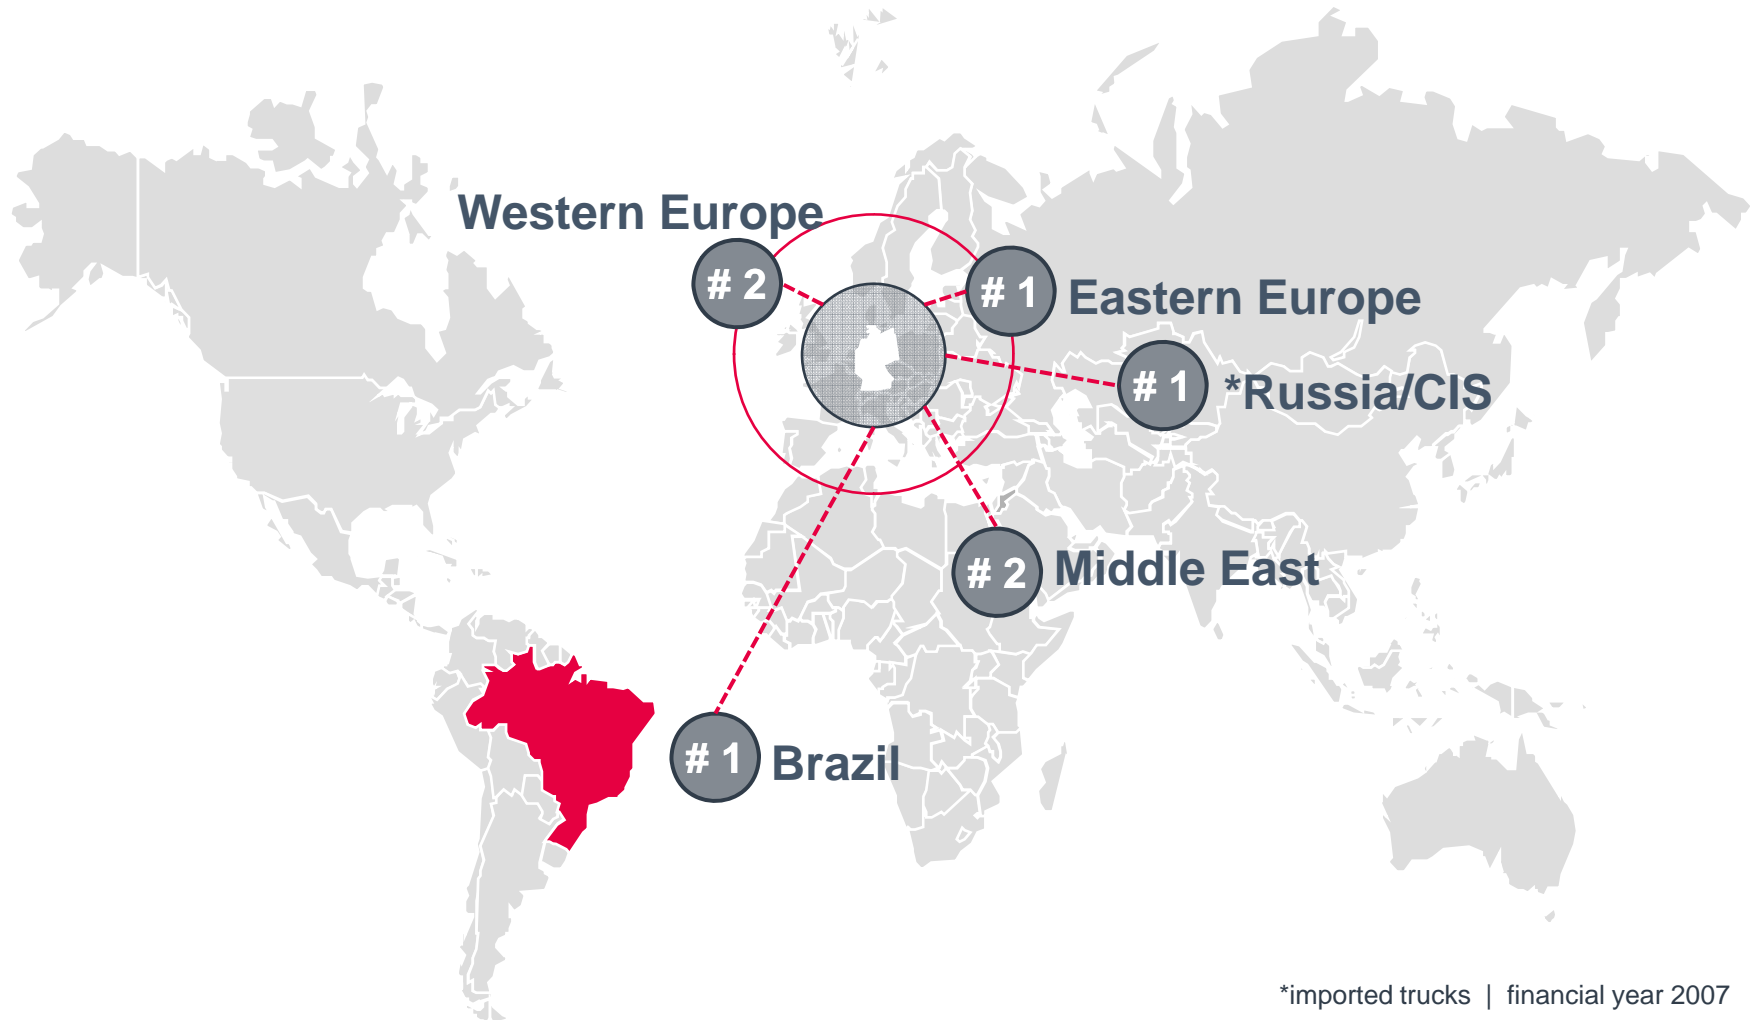 Western Europe
# 2
# 1
Eastern Europe
# 1
*Russia/CIS
# 2
Middle East
# 1
Brazil
*imported trucks | financial year 2007